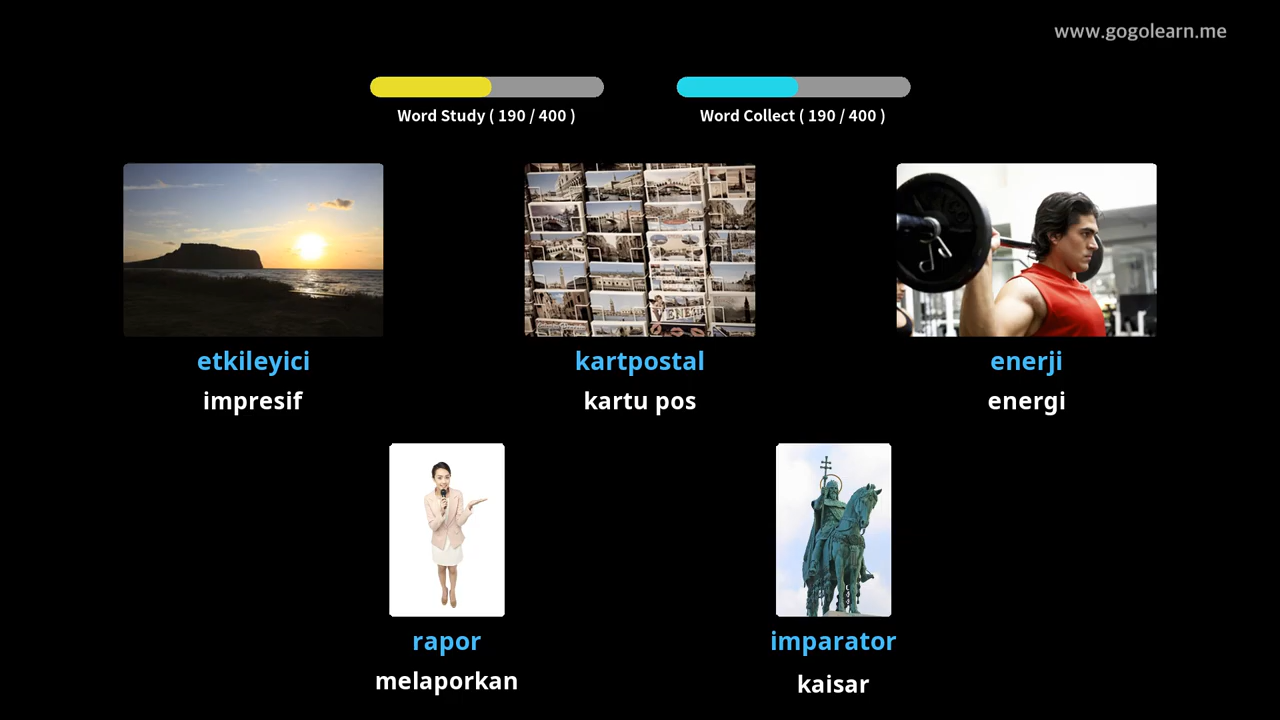 www.gogolearn.me
Word Study ( 190 / 400 )
Word Collect ( 190 / 400 )
etkileyici
impresif
kartpostal
kartu pos
enerji
energi
rapor
melaporkan
imparator
kaisar